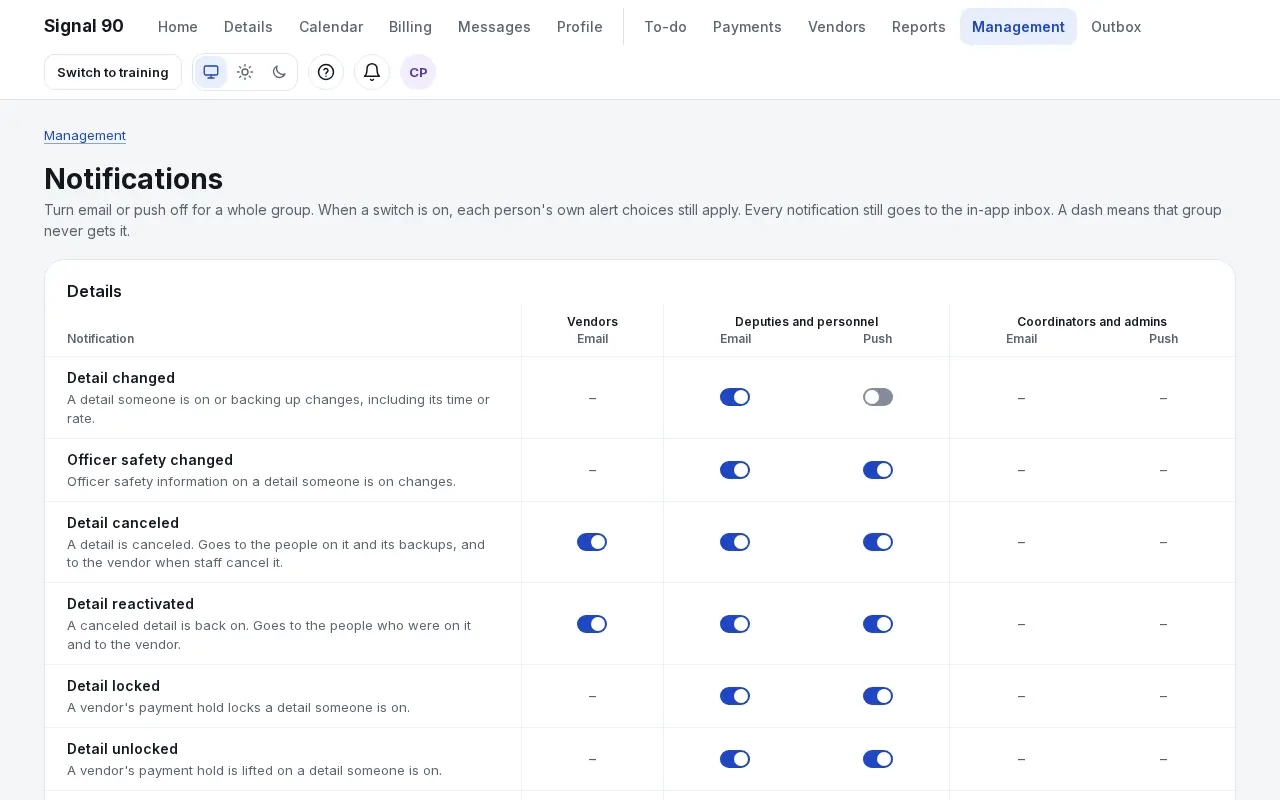 Signal 90
Home
Details
Calendar
Billing
Messages
Profile
To-do
Payments
Vendors
Reports
Management
Outbox
Switch to training
CP
Management
Notifications
Turn email or push off for a whole group. When a switch is on, each person's own alert choices still apply. Every notification still goes to the in-app inbox. A dash means that group
never gets it.
Details
Vendors
Deputies and personnel
Coordinators and admins
Notification
Email
Email
Push
Email
Push
Detail changed
A detail someone is on or backing up changes, including its time or
rate.
–
–
–
Officer safety changed
Officer safety information on a detail someone is on changes.
–
–
–
Detail canceled
A detail is canceled. Goes to the people on it and its backups, and
to the vendor when staff cancel it.
–
–
Detail reactivated
A canceled detail is back on. Goes to the people who were on it
and to the vendor.
–
–
Detail locked
A vendor's payment hold locks a detail someone is on.
–
–
–
Detail unlocked
A vendor's payment hold is lifted on a detail someone is on.
–
–
–